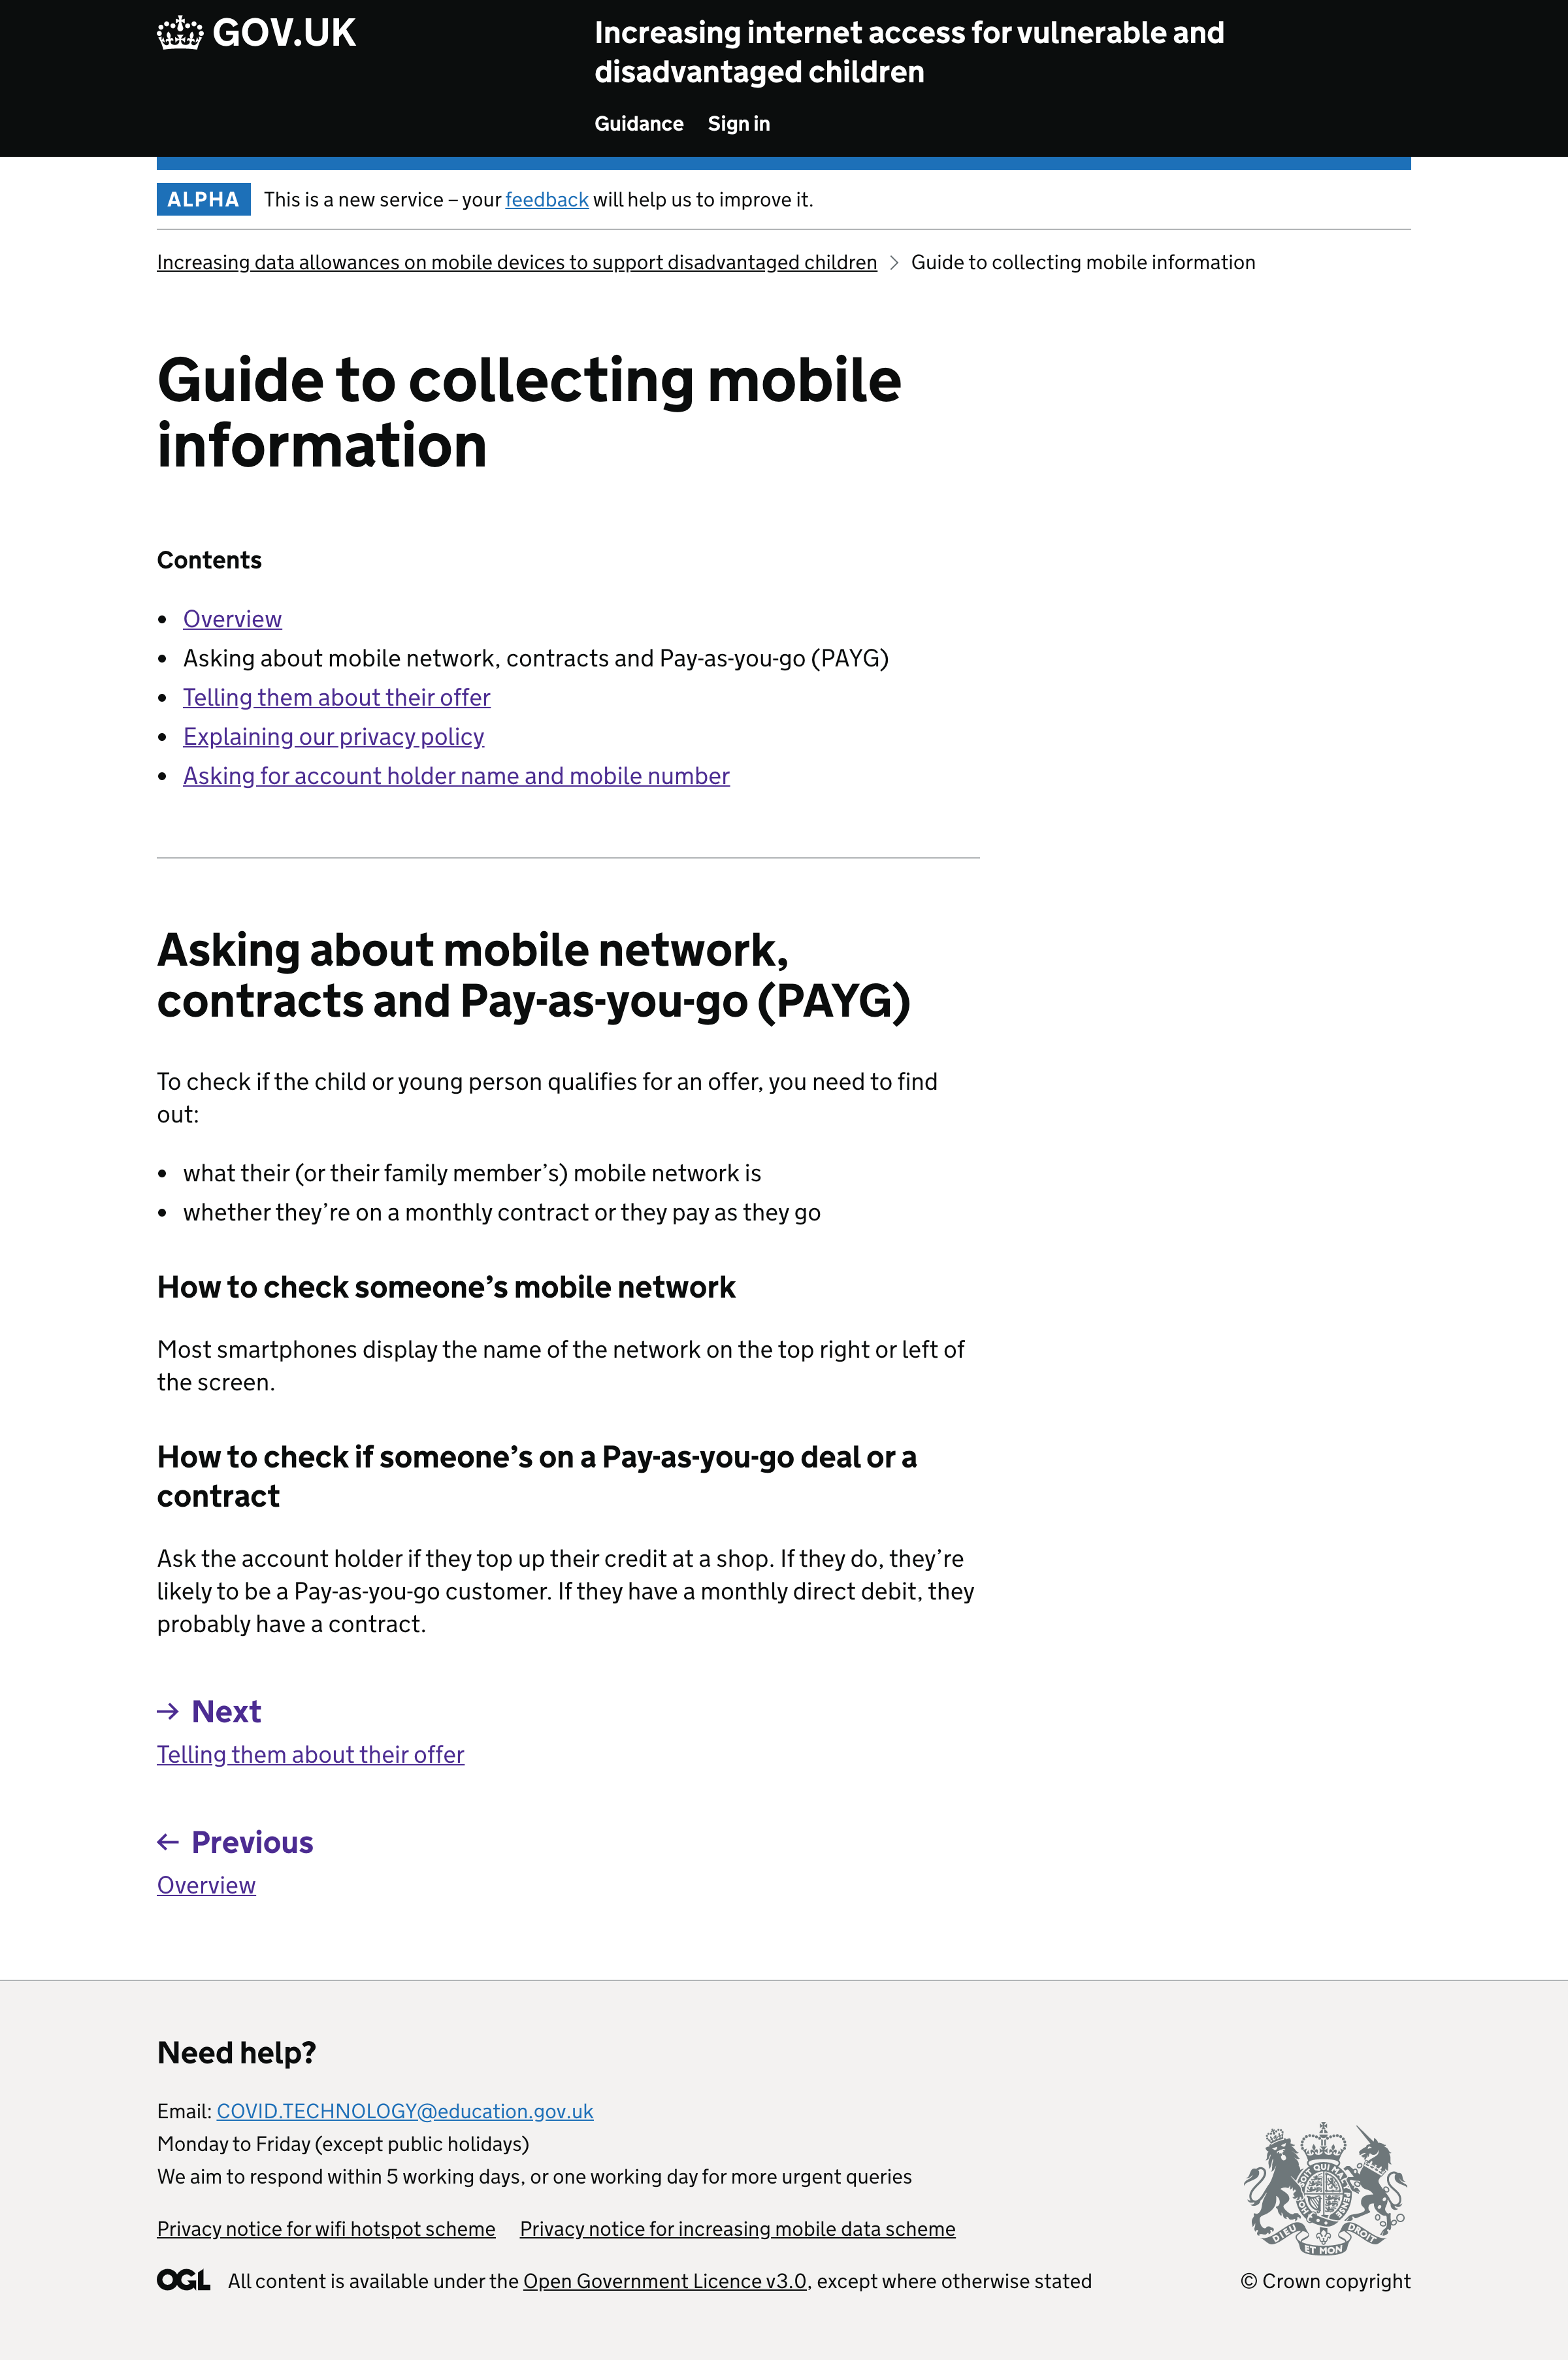 GOV.UK
Increasing internet access for vulnerable and
disadvantaged children
Guidance Sign in
ALPHA This is a new service – your feedback will help us to improve it.
Increasing data allowances on mobile devices to support disadvantaged children > Guide to collecting mobile information
Guide to collecting mobile
information
Contents
• Overview
• Asking about mobile network, contracts and Pay-as-you-go (PAYG)
• Telling them about their offer
• Explaining our privacy policy
• Asking for account holder name and mobile number
Asking about mobile network,
contracts and Pay-as-you-go (PAYG)
To check if the child or young person qualifies for an offer, you need to find
out:
• what their (or their family member’s) mobile network is
• whether they’re on a monthly contract or they pay as they go
How to check someone’s mobile network
Most smartphones display the name of the network on the top right or left of
the screen.
How to check if someone’s on a Pay-as-you-go deal or a
contract
Ask the account holder if they top up their credit at a shop. If they do, they’re
likely to be a Pay-as-you-go customer. If they have a monthly direct debit, they
probably have a contract.
→ Next
Telling them about their offer
← Previous
Overview
Need help?
Email: COVID.TECHNOLOGY@education.gov.uk
Monday to Friday (except public holidays)
We aim to respond within 5 working days, or one working day for more urgent queries
Privacy notice for wifi hotspot scheme Privacy notice for increasing mobile data scheme
OGL All content is available under the Open Government Licence v3.0, except where otherwise stated
DIEU ET MON DROIT
© Crown copyright